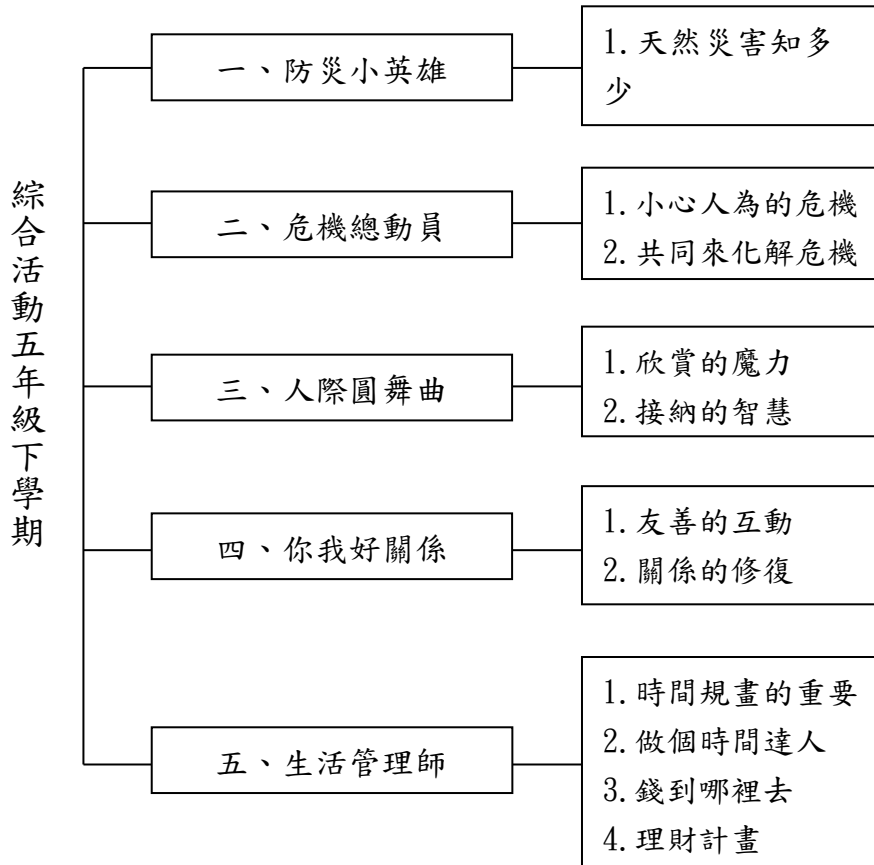 綜合活動五年級下學期
一、防災小英雄
1.天然災害知多
少
二、危機總動員
1.小心人為的危機
2.共同來化解危機
三、人際圓舞曲
1.欣賞的魔力
2.接納的智慧
四、你我好關係
1.友善的互動
2.關係的修復
五、生活管理師
1.時間規畫的重要
2.做個時間達人
3.錢到哪裡去
4.理財計畫